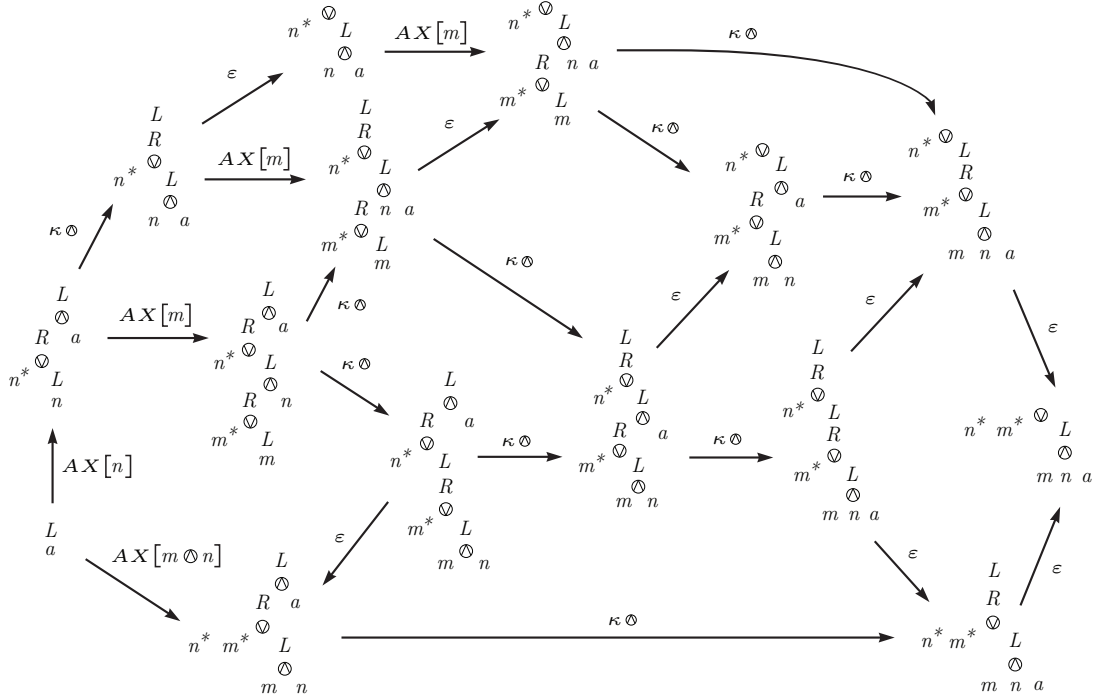 n* ⊙ L
⊙
n a
AX[m]
n* ⊙ L
⊙
R n a
m* ⊙ L
m
κ⊙
ε
L
R
n* ⊙ L
⊙
n a
AX[m]
L
R
n* ⊙ L
⊙
R n a
m* ⊙ L
m
ε
κ⊙
n* ⊙
L
⊙
R a
m* ⊙ L
⊙
m n
κ⊙
n* ⊙ L
R
m* ⊙ L
⊙
m n a
κ⊙
κ⊙
L
⊙
R a
n* ⊙ L
n
AX[m]
L
⊙
R a
n* ⊙ L
⊙
R n
m* ⊙ L
m
κ⊙
κ⊙
ε
ε
ε
L
⊙
R a
n* ⊙ L
R
m* ⊙ L
⊙
m n
κ⊙
L
R
n* ⊙ L
⊙
R a
m* ⊙ L
⊙
m n
κ⊙
L
R
n* ⊙ L
R
m* ⊙ L
⊙
m n a
n* m* ⊙ L
⊙
m n a
AX[n]
L
a
AX[m ⊙ n]
ε
ε
ε
L
⊙
R a
n* m* ⊙ L
⊙
m n
κ⊙
L
R
n* m* ⊙ L
⊙
m n a